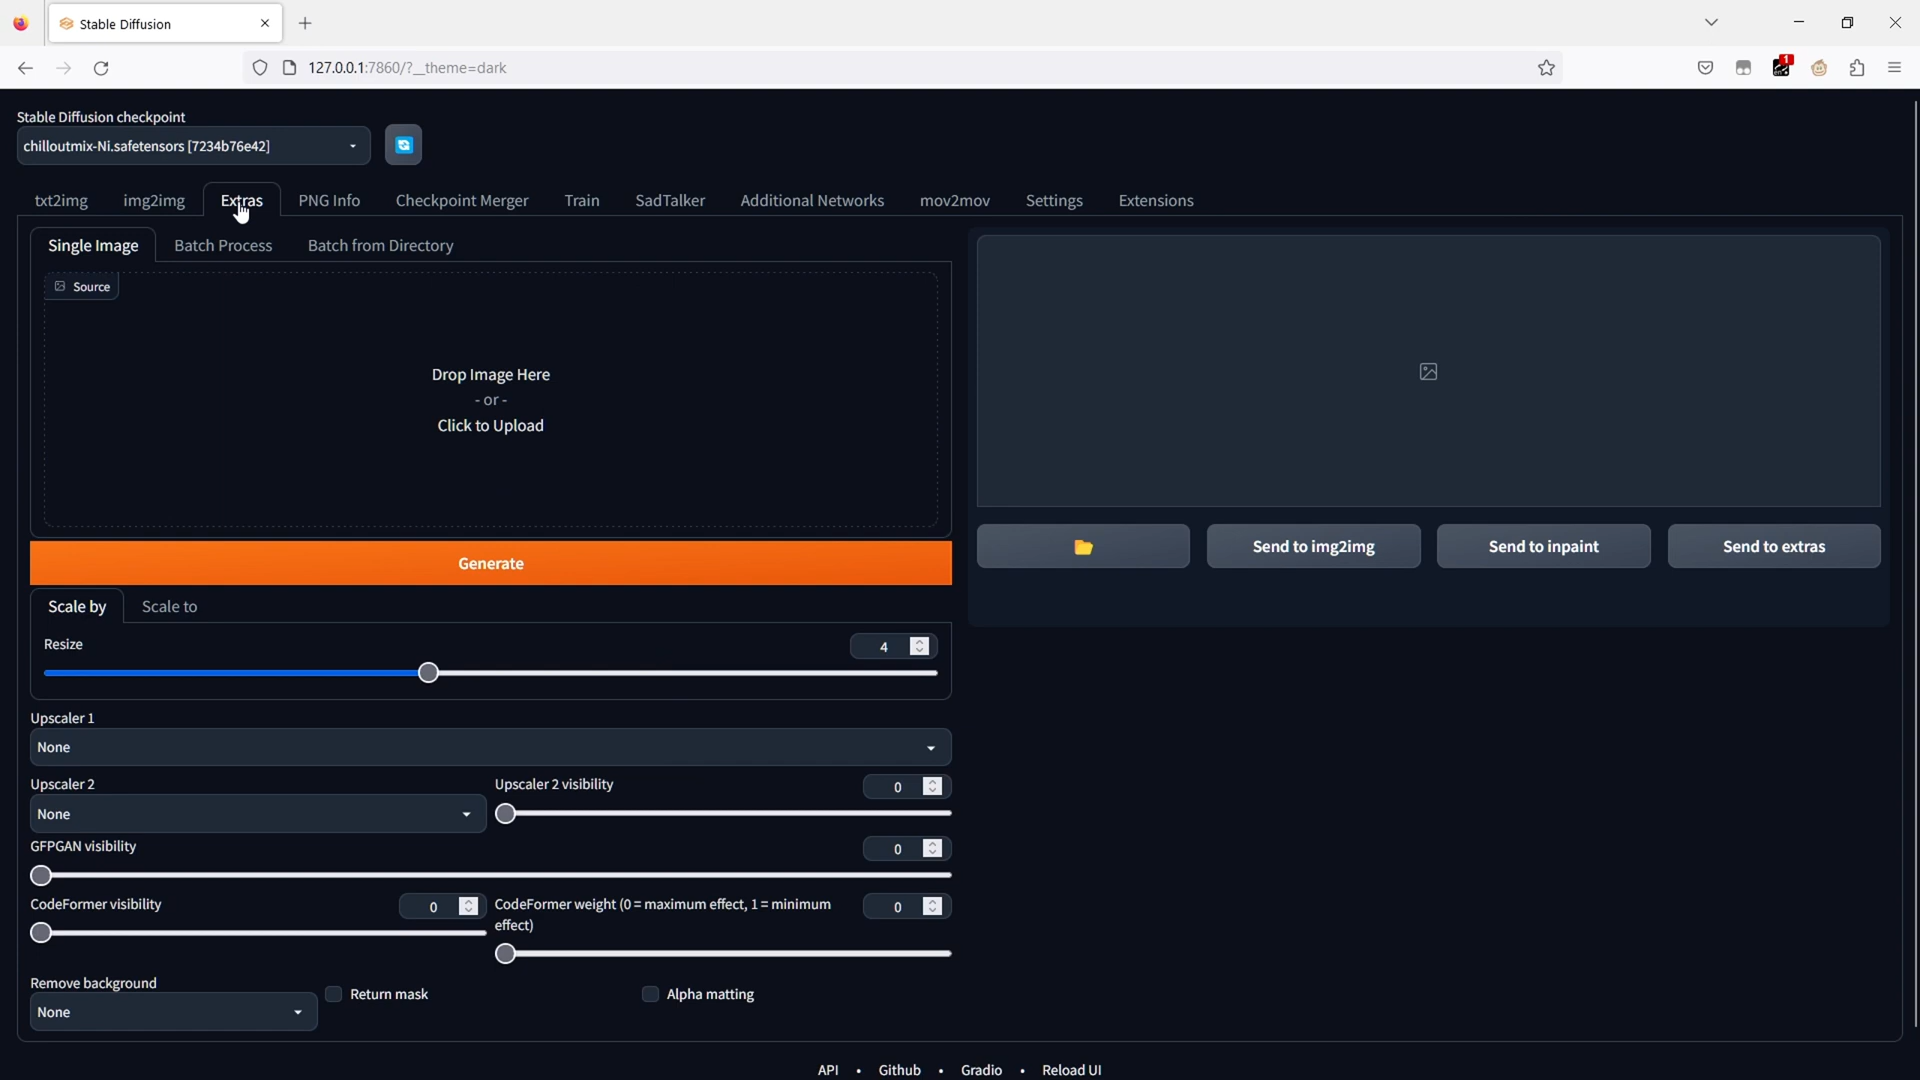 Stable Diffusion
127.0.0.1:7860/?__theme=dark
1
Stable Diffusion checkpoint
chilloutmix-Ni.safetensors [7234b76e42]
txt2img img2img Extras PNG Info Checkpoint Merger Train SadTalker Additional Networks mov2mov Settings Extensions
Single Image Batch Process Batch from Directory
Source
Drop Image Here
- or -
Click to Upload
Send to img2img Send to inpaint Send to extras
Generate
Scale by Scale to
Resize 4
Upscaler 1
None
Upscaler 2 Upscaler 2 visibility 0
None
GFPGAN visibility 0
CodeFormer visibility 0 CodeFormer weight (0 = maximum effect, 1 = minimum 0
effect)
Remove background
None Return mask Alpha matting
API • Github • Gradio • Reload UI